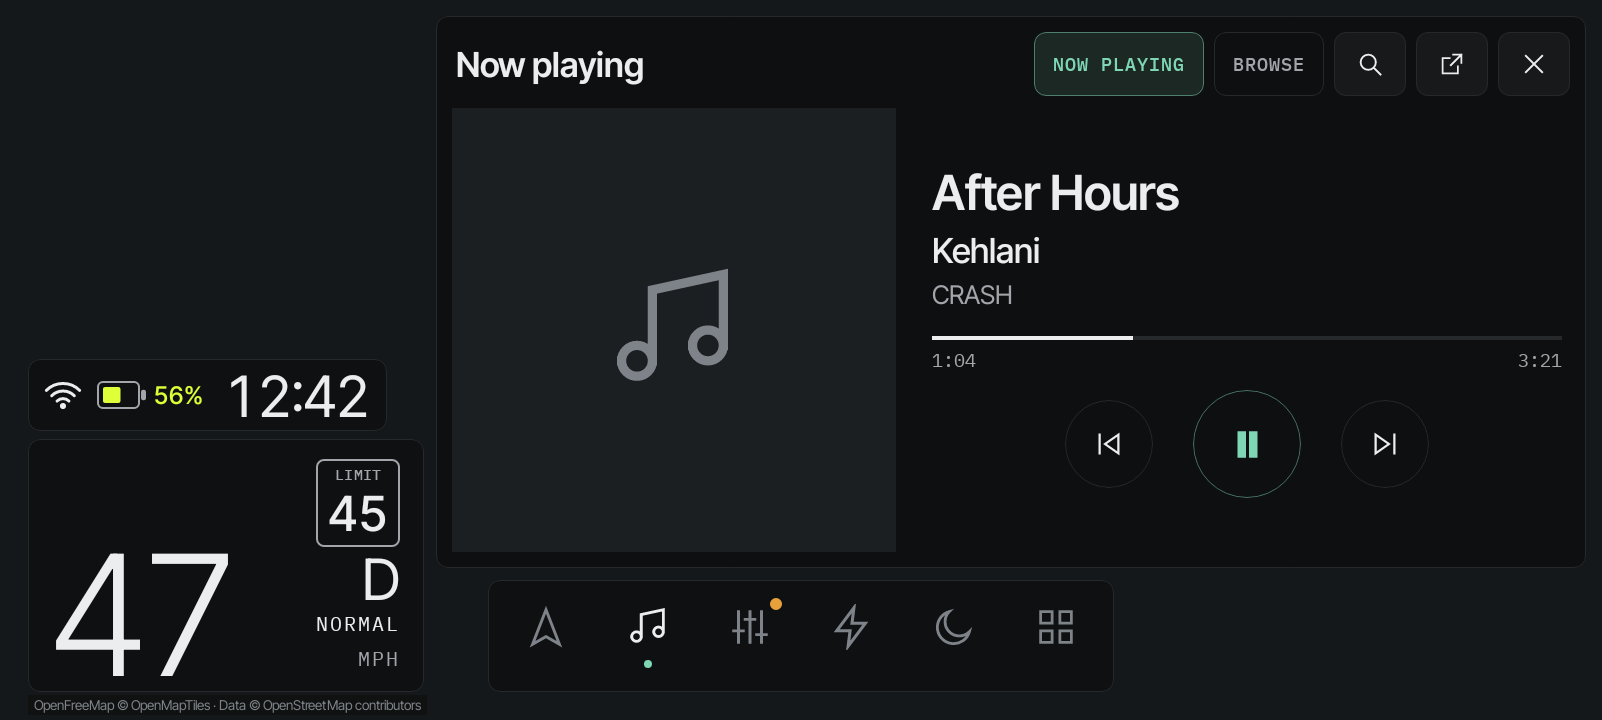 Now playing
NOW PLAYING
BROWSE
After Hours
Kehlani
CRASH
1:04
3:21
56%
12:42
LIMIT
45
47
D
NORMAL
MPH
OpenFreeMap © OpenMapTiles · Data © OpenStreetMap contributors